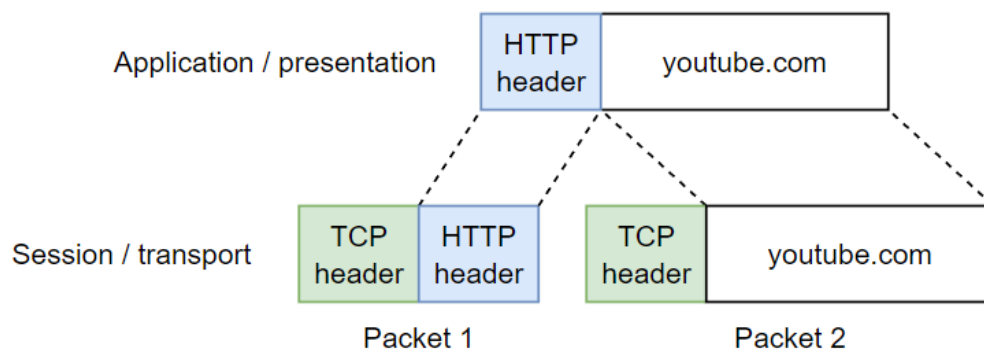 HTTP
header
Application / presentation
youtube.com
TCP
header
HTTP
header
TCP
header
Session / transport
youtube.com
Packet 1
Packet 2